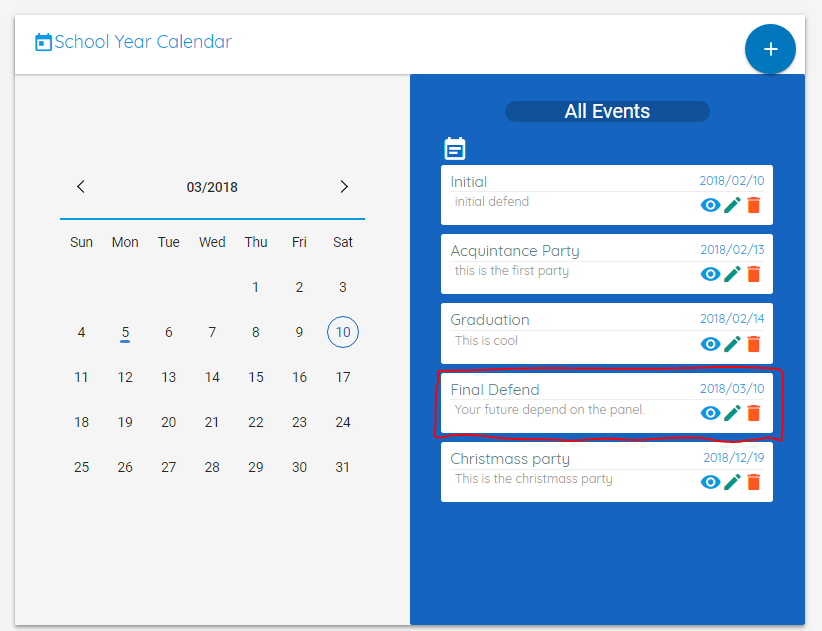 School Year Calendar
+
03/2018
Sun Mon Tue Wed Thu Fri Sat
1 2 3
4 5 6 7 8 9 10
11 12 13 14 15 16 17
18 19 20 21 22 23 24
25 26 27 28 29 30 31
All Events
Initial 2018/02/10
initial defend
Acquintance Party 2018/02/13
this is the first party
Graduation 2018/02/14
This is cool
Final Defend 2018/03/10
Your future depend on the panel.
Christmass party 2018/12/19
This is the christmass party